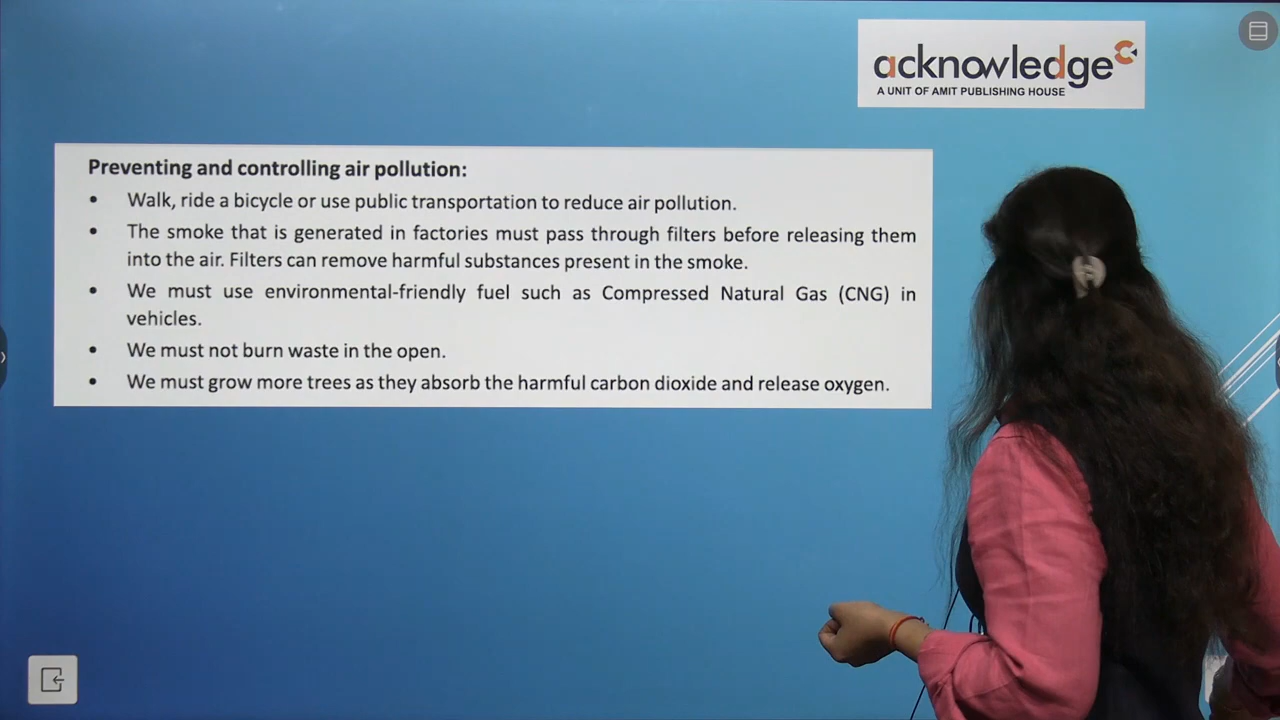 acknowledge
A UNIT OF AMIT PUBLISHING HOUSE
Preventing and controlling air pollution:
• Walk, ride a bicycle or use public transportation to reduce air pollution.
• The smoke that is generated in factories must pass through filters before releasing them
into the air. Filters can remove harmful substances present in the smoke.
• We must use environmental-friendly fuel such as Compressed Natural Gas (CNG) in
vehicles.
• We must not burn waste in the open.
• We must grow more trees as they absorb the harmful carbon dioxide and release oxygen.